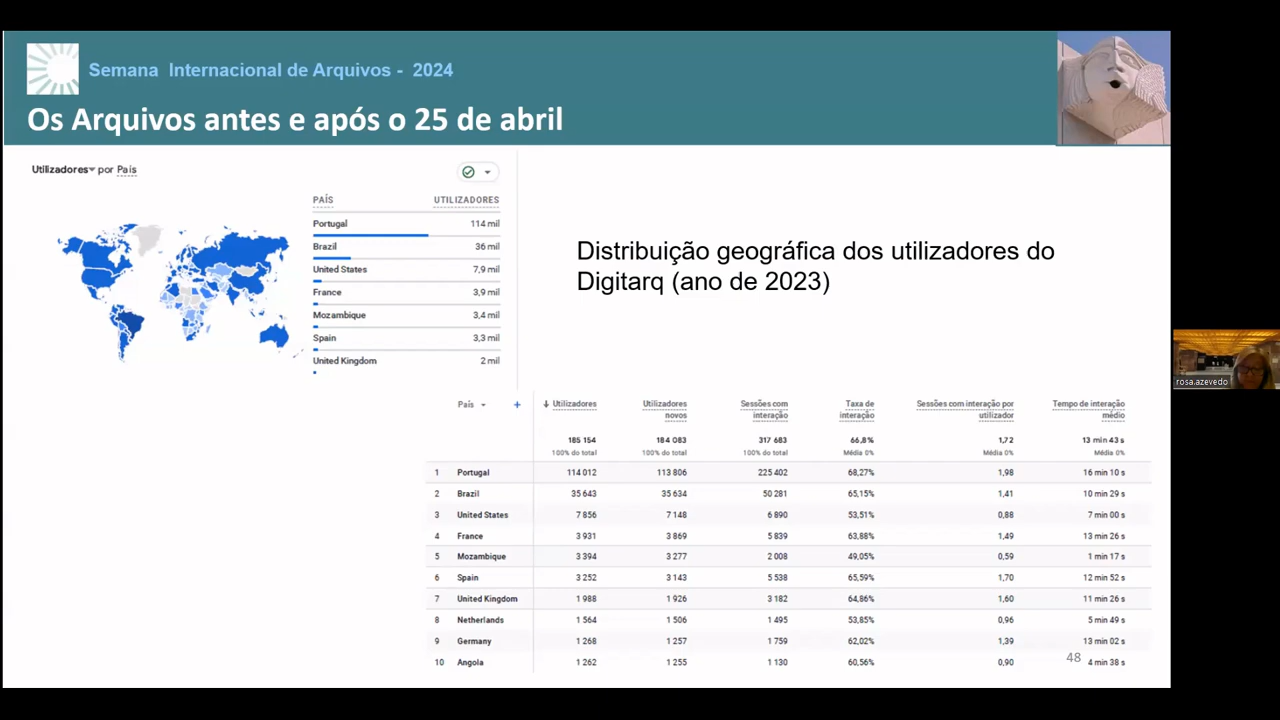 Semana Internacional de Arquivos - 2024
Os Arquivos antes e após o 25 de abril
Utilizadores por País
PAÍS UTILIZADORES
Portugal 114 mil
Brazil 36 mil
United States 7,9 mil
France 3,9 mil
Mozambique 3,4 mil
Spain 3,3 mil
United Kingdom 2 mil
Distribuição geográfica dos utilizadores do
Digitarq (ano de 2023)
rosa.azevedo
País + ↓ Utilizadores Utilizadores Sessões com Taxa de Sessões com interação por Tempo de interação
novos interação interação utilizador médio
185 154 184 083 317 683 66,8% 1,72 13 min 43 s
100% do total 100% do total 100% do total Média 0% Média 0% Média 0%
1 Portugal 114 012 113 806 225 402 68,27% 1,98 16 min 10 s
2 Brazil 35 643 35 634 50 281 65,15% 1,41 10 min 29 s
3 United States 7 856 7 148 6 890 53,51% 0,88 7 min 00 s
4 France 3 931 3 869 5 839 63,88% 1,49 13 min 26 s
5 Mozambique 3 394 3 277 2 008 49,05% 0,59 1 min 17 s
6 Spain 3 252 3 143 5 538 65,59% 1,70 12 min 52 s
7 United Kingdom 1 988 1 926 3 182 64,86% 1,60 11 min 26 s
8 Netherlands 1 564 1 506 1 495 53,85% 0,96 5 min 49 s
9 Germany 1 268 1 257 1 759 62,02% 1,39 13 min 02 s
10 Angola 1 262 1 255 1 130 60,56% 0,90 4 min 38 s
48